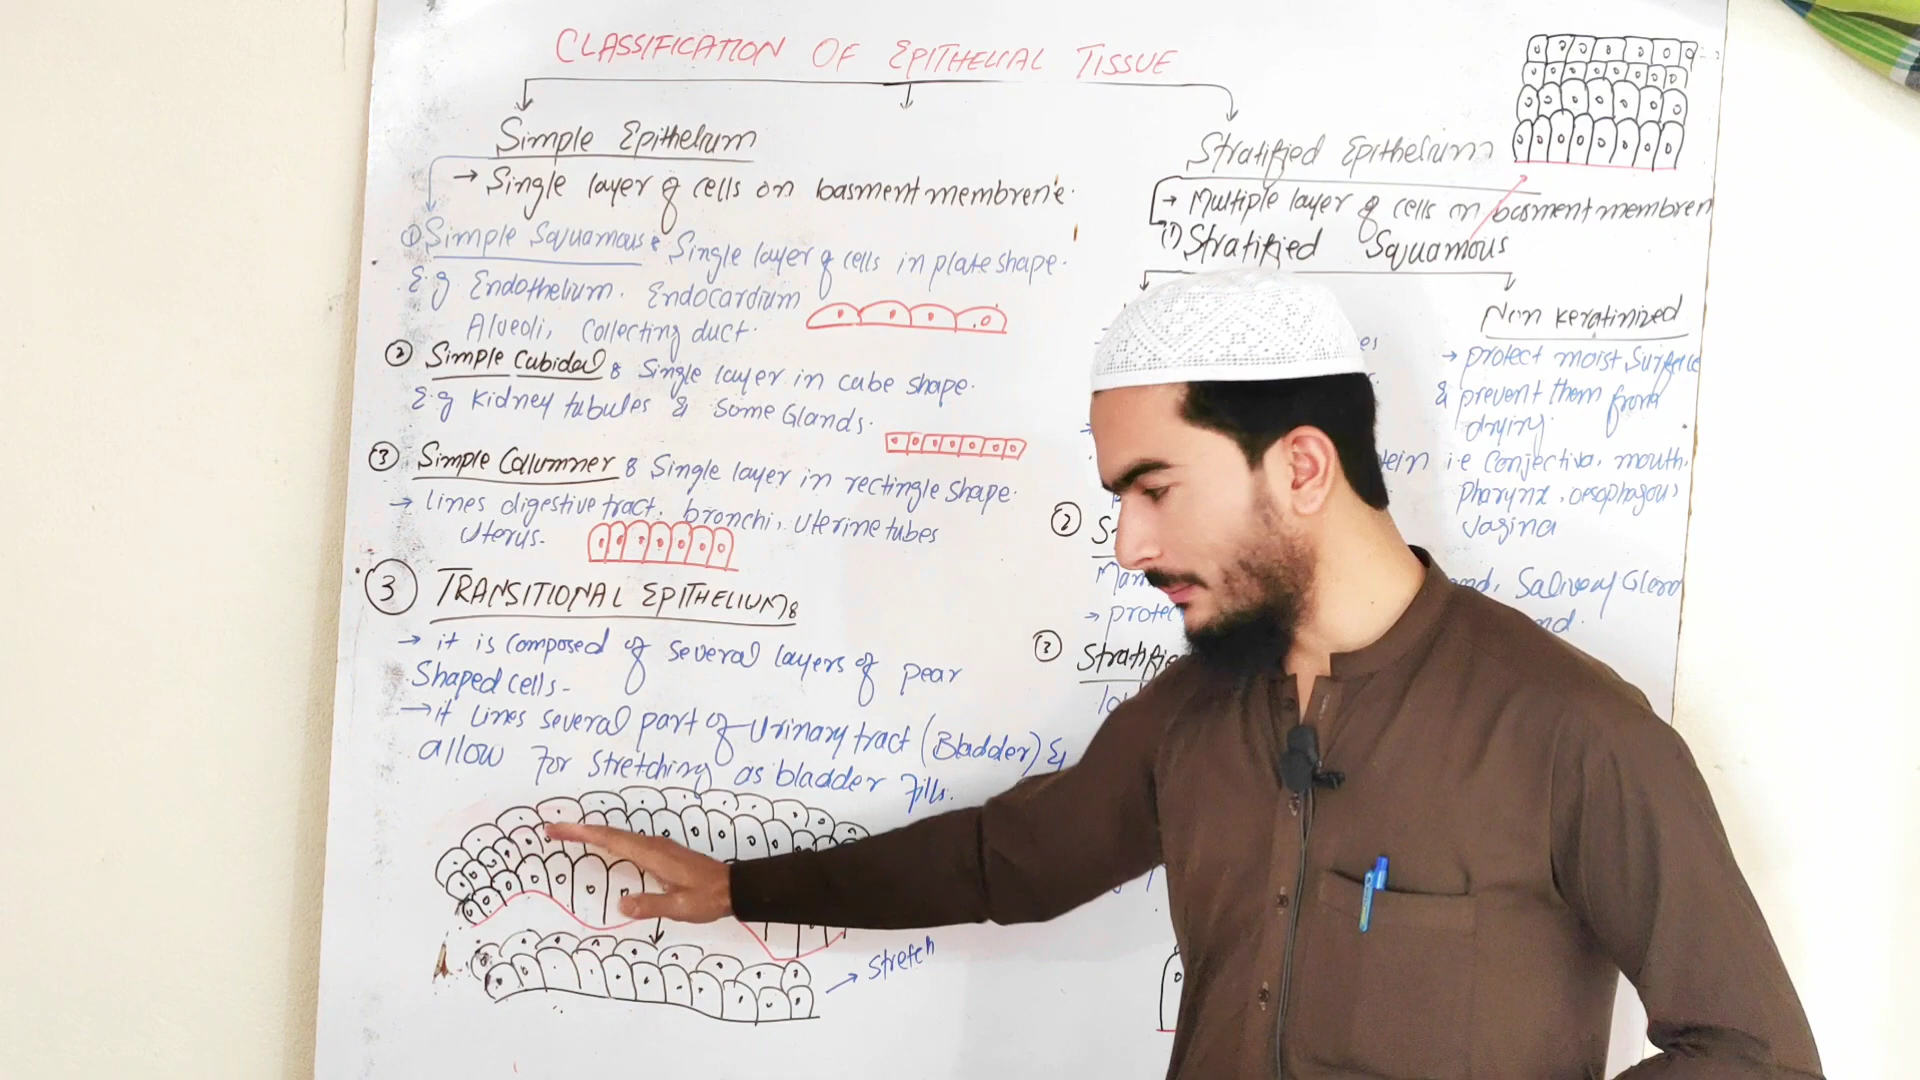 CLASSIFICATION OF EPITHELIAL TISSUE
Simple Epithelium
→ Single layer of cells on basment membrene.
① Simple Squamous : Single layer of cells in plate shape.
E.g Endothelium. Endocardium
Alveoli, Collecting duct.
② Simple Cubidal : Single layer in cube shape.
E.g Kidney tubules & Some Glands.
③ Simple Calumner : Single layer in rectingle shape.
→ lines digestive tract, bronchi, Uterine tubes
Uterus.
③ TRANSITIONAL EPITHELIUM:
→ it is composed of several layers of pear
Shaped cells-
→ it lines several part of urinary tract (Bladder) &
allow for stretching as bladder fills.
→ Stretch
Stratified Epithelium
→ Multiple layer of cells on basment membren
(1) Stratified Squamous
Non keratinized
→ protect moist surface
& prevent them from
drying.
i.e Conjectiva, mouth,
pharynx, oesophagous
vagina
②
→ protec
Salivary Gland
③ Stratifie